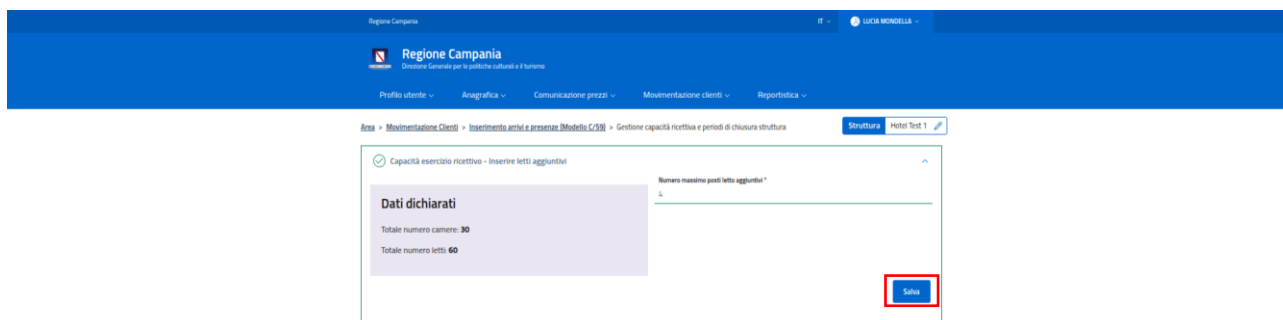 Regione Campania IT LUCIA MONDELLA
Regione Campania
Direzione Generale per le politiche culturali e il turismo
Profilo utente Anagrafica Comunicazione prezzi Movimentazione clienti Reportistica
Area > Movimentazione Clienti > Inserimento arrivi e presenze (Modello C/59) > Gestione capacità ricettiva e periodi di chiusura struttura Struttura Hotel Test 1
Capacità esercizio ricettivo - Inserire letti aggiuntivi
Numero massimo posti letto aggiuntivi *
Dati dichiarati
Totale numero camere: 30
Totale numero letti: 60
Salva